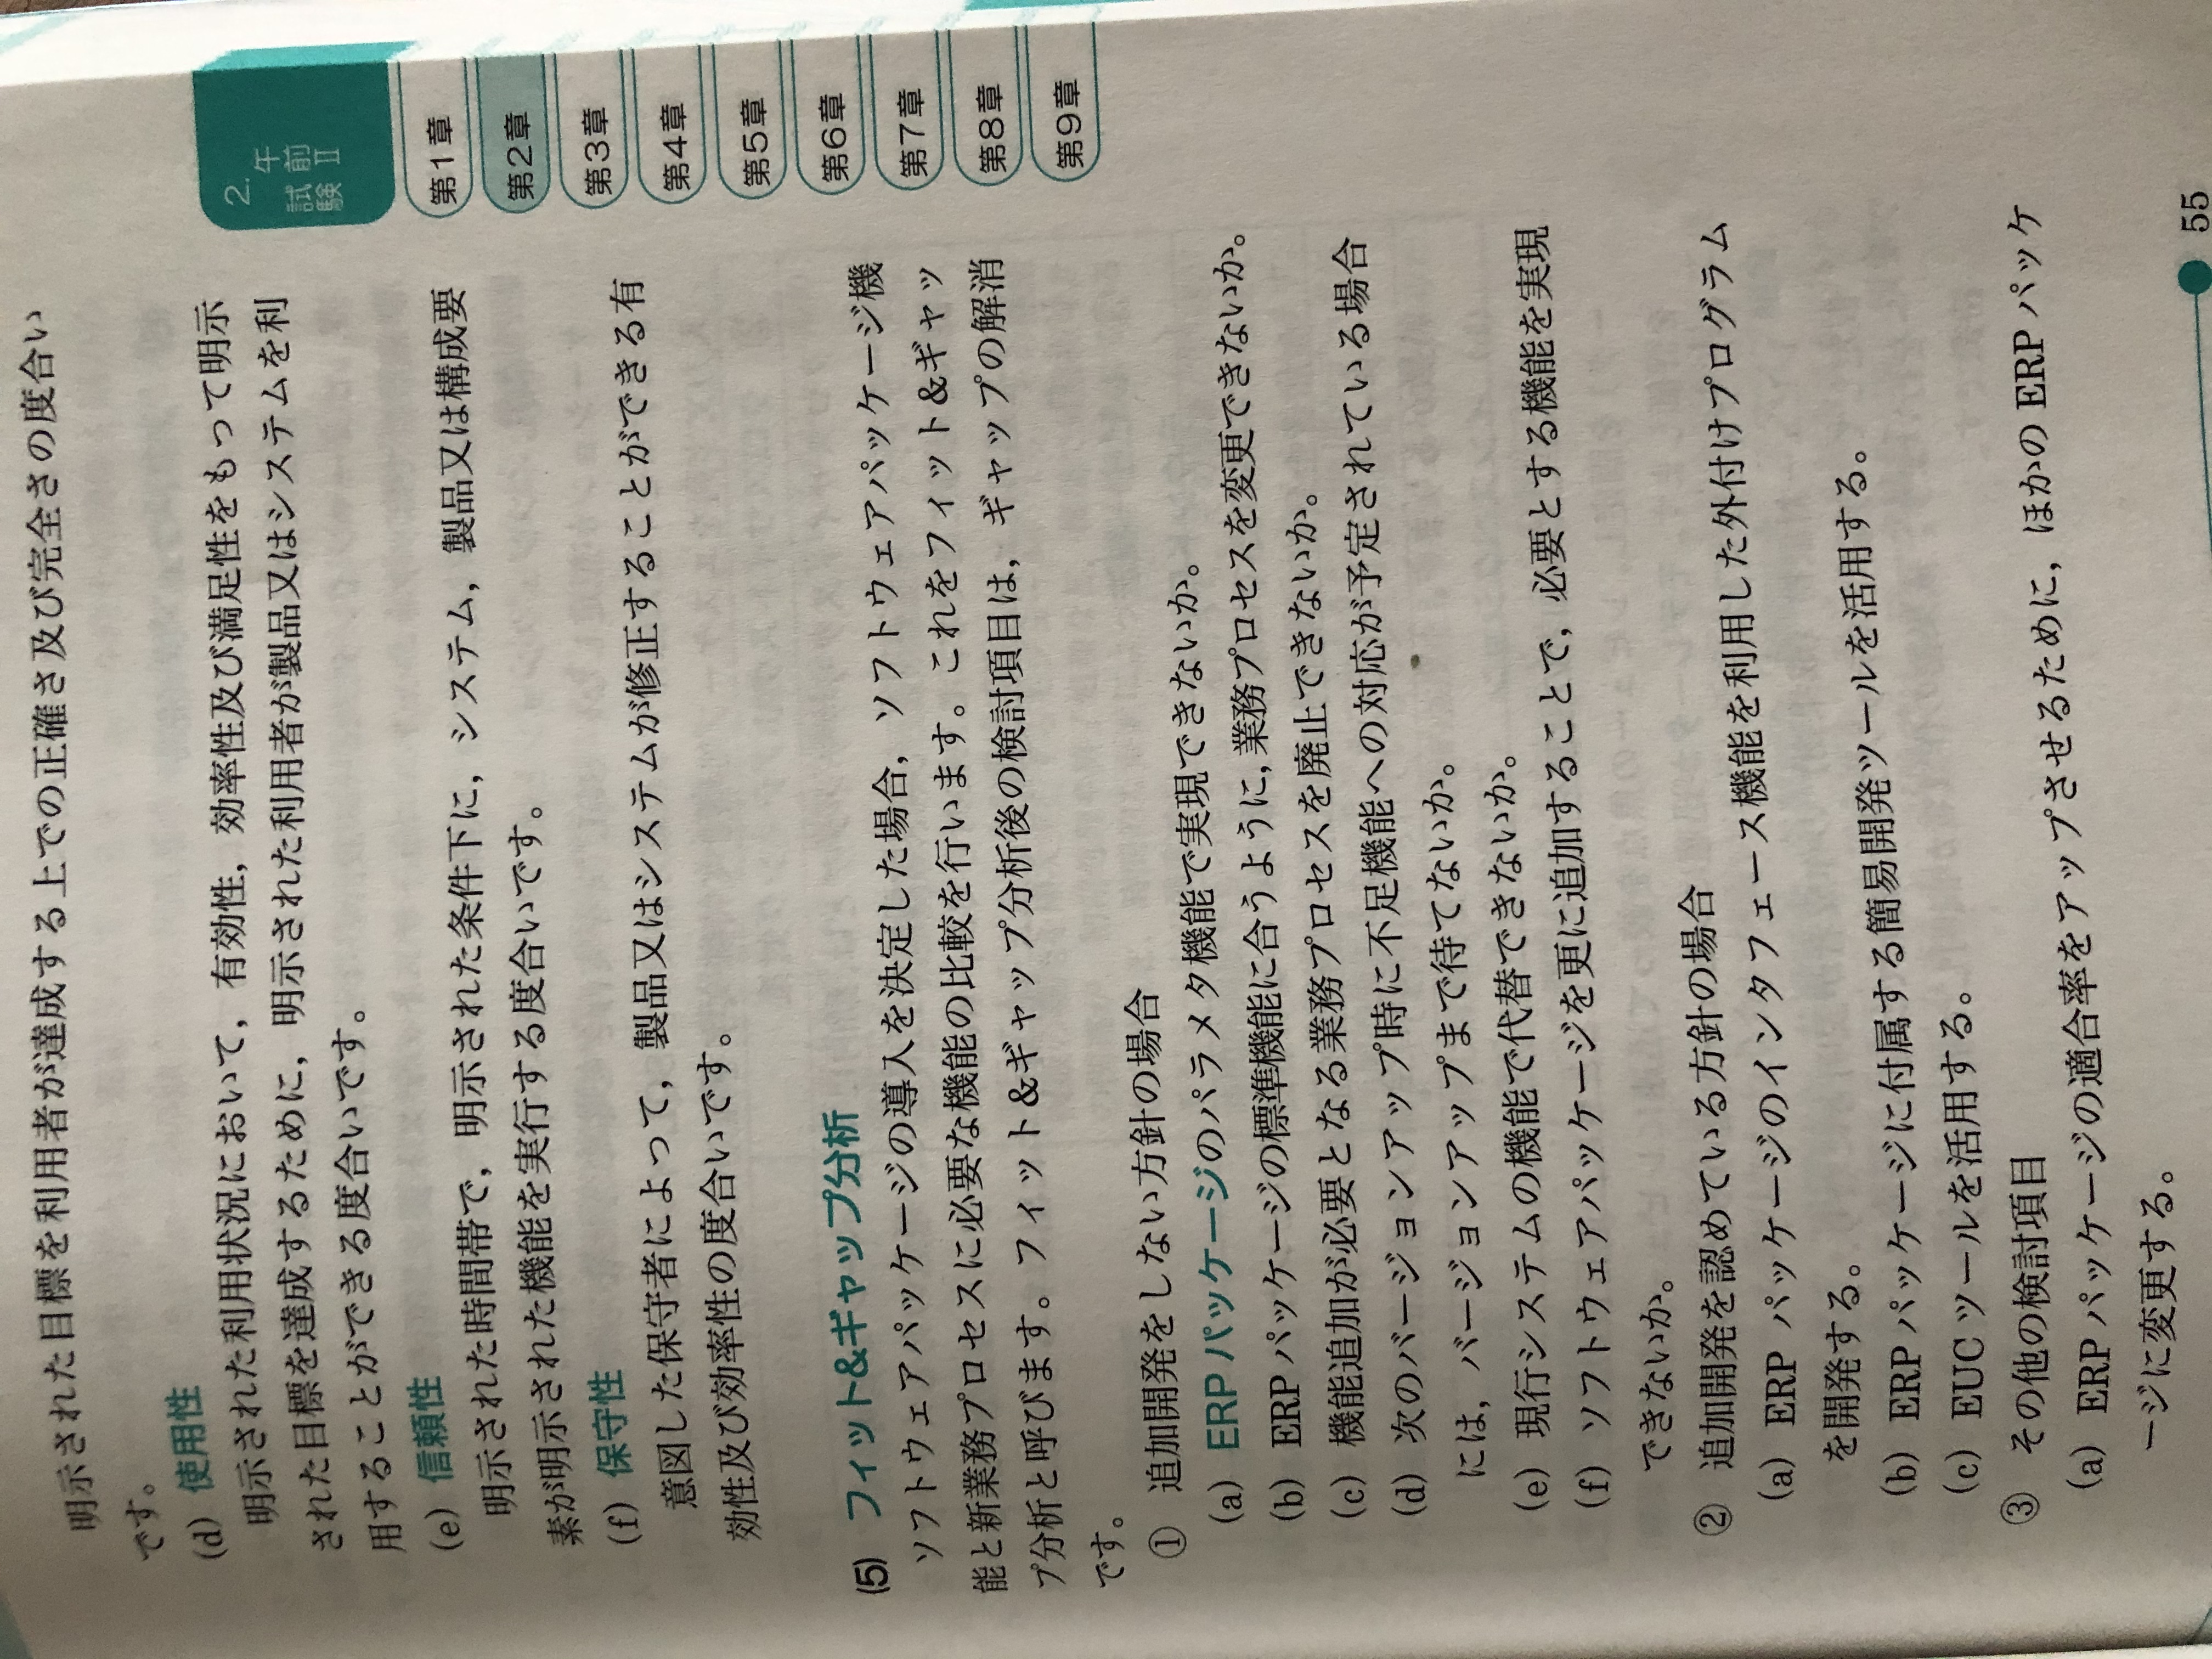 明示された目標を利用者が達成する上での正確さ及び完全さの度合い
です。
(d) 使用性
明示された利用状況において，有効性，効率性及び満足性をもって明示
された目標を達成するために，明示された利用者が製品又はシステムを利
用することができる度合いです。
(e) 信頼性
明示された時間帯で，明示された条件下に，システム，製品又は構成要
素が明示された機能を実行する度合いです。
(f) 保守性
意図した保守者によって，製品又はシステムが修正することができる有
効性及び効率性の度合いです。
(5) フィット&ギャップ分析
ソフトウェアパッケージの導入を決定した場合，ソフトウェアパッケージ機
能と新業務プロセスに必要な機能の比較を行います。これをフィット&ギャッ
プ分析と呼びます。フィット&ギャップ分析後の検討項目は，ギャップの解消
です。
① 追加開発をしない方針の場合
(a) ERPパッケージのパラメタ機能で実現できないか。
(b) ERPパッケージの標準機能に合うように，業務プロセスを変更できないか。
(c) 機能追加が必要となる業務プロセスを廃止できないか。
(d) 次のバージョンアップ時に不足機能への対応が予定されている場合
には，バージョンアップまで待てないか。
(e) 現行システムの機能で代替できないか。
(f) ソフトウェアパッケージを更に追加することで，必要とする機能を実現
できないか。
② 追加開発を認めている方針の場合
(a) ERP パッケージのインタフェース機能を利用した外付けプログラム
を開発する。
(b) ERPパッケージに付属する簡易開発ツールを活用する。
(c) EUCツールを活用する。
③ その他の検討項目
(a) ERPパッケージの適合率をアップさせるために，ほかのERPパッケ
ージに変更する。
55
2.
午前Ⅱ
試験
第1章
第2章
第3章
第4章
第5章
第6章
第7章
第8章
第9章